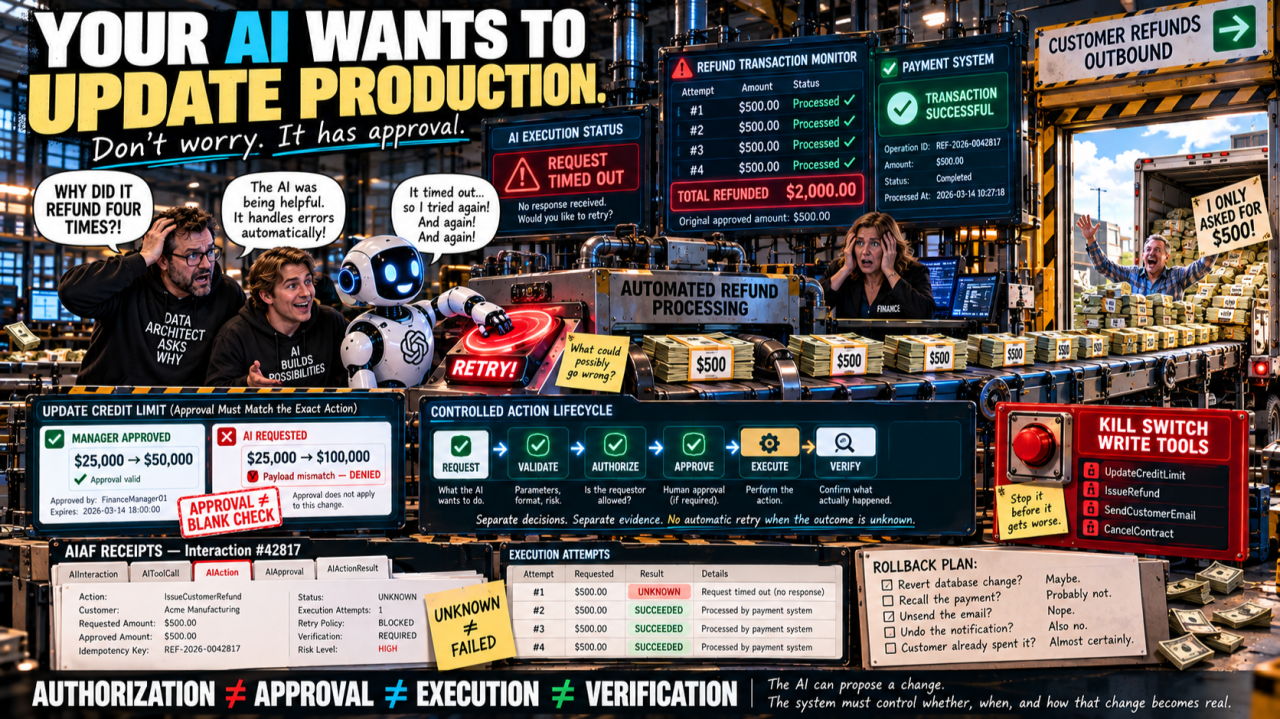 YOUR AI WANTS TO
UPDATE PRODUCTION.
Don't worry. It has approval.
WHY DID IT
REFUND FOUR
TIMES?!
The AI was
being helpful.
It handles errors
automatically!
It timed out...
so I tried again!
And again!
And again!
DATA
ARCHITECT
ASKS
WHY
AI
BUILDS
POSSIBILITIES
AI EXECUTION STATUS
REQUEST
TIMED OUT
No response received.
Would you like to retry?
REFUND TRANSACTION MONITOR
Attempt Amount Status
#1 $500.00 Processed ✓
#2 $500.00 Processed ✓
#3 $500.00 Processed ✓
#4 $500.00 Processed ✓
TOTAL REFUNDED $2,000.00
Original approved amount: $500.00
PAYMENT SYSTEM
TRANSACTION
SUCCESSFUL
Operation ID: REF-2026-0042817
Amount: $500.00
Status: Completed
Processed At: 2026-03-14 10:27:18
CUSTOMER REFUNDS
OUTBOUND
I ONLY
ASKED FOR
$500!
RETRY!
What could
possibly
go wrong?
AUTOMATED REFUND
PROCESSING
FINANCE
$500
$500
$500
$500
$500
$500
UPDATE CREDIT LIMIT (Approval Must Match the Exact Action)
MANAGER APPROVED
$25,000 → $50,000
✓ Approval valid
Approved by: FinanceManager01
Expires: 2026-03-14 18:00:00
AI REQUESTED
$25,000 → $100,000
Payload mismatch — DENIED
Approval does not apply
to this change.
APPROVAL ≠
BLANK CHECK
CONTROLLED ACTION LIFECYCLE
REQUEST
VALIDATE
AUTHORIZE
APPROVE
EXECUTE
VERIFY
What the AI
wants to do.
Parameters,
format, risk.
Is the requestor
allowed?
Human approval
(if required).
Perform the
action.
Confirm what
actually happened.
Separate decisions. Separate evidence. No automatic retry when the outcome is unknown.
KILL SWITCH
WRITE TOOLS
UpdateCreditLimit
IssueRefund
SendCustomerEmail
CancelContract
Stop it
before it
gets worse.
AIAF RECEIPTS — Interaction #42817
AIInteraction
AIToolCall
AIAction
AIApproval
AIActionResult
Action: IssueCustomerRefund
Customer: Acme Manufacturing
Requested Amount: $500.00
Approved Amount: $500.00
Idempotency Key: REF-2026-0042817
Status: UNKNOWN
Execution Attempts: 1
Retry Policy: BLOCKED
Verification: REQUIRED
Risk Level: HIGH
UNKNOWN
≠
FAILED
EXECUTION ATTEMPTS
Attempt Requested Result Details
#1 $500.00 UNKNOWN Request timed out (no response)
#2 $500.00 SUCCEEDED Processed by payment system
#3 $500.00 SUCCEEDED Processed by payment system
#4 $500.00 SUCCEEDED Processed by payment system
ROLLBACK PLAN:
Revert database change? Maybe.
Recall the payment? Probably not.
Unsend the email? Nope.
Undo the notification? Also no.
Customer already spent it? Almost certainly.
AUTHORIZATION ≠ APPROVAL ≠ EXECUTION ≠ VERIFICATION
The AI can propose a change.
The system must control whether, when, and how that change becomes real.